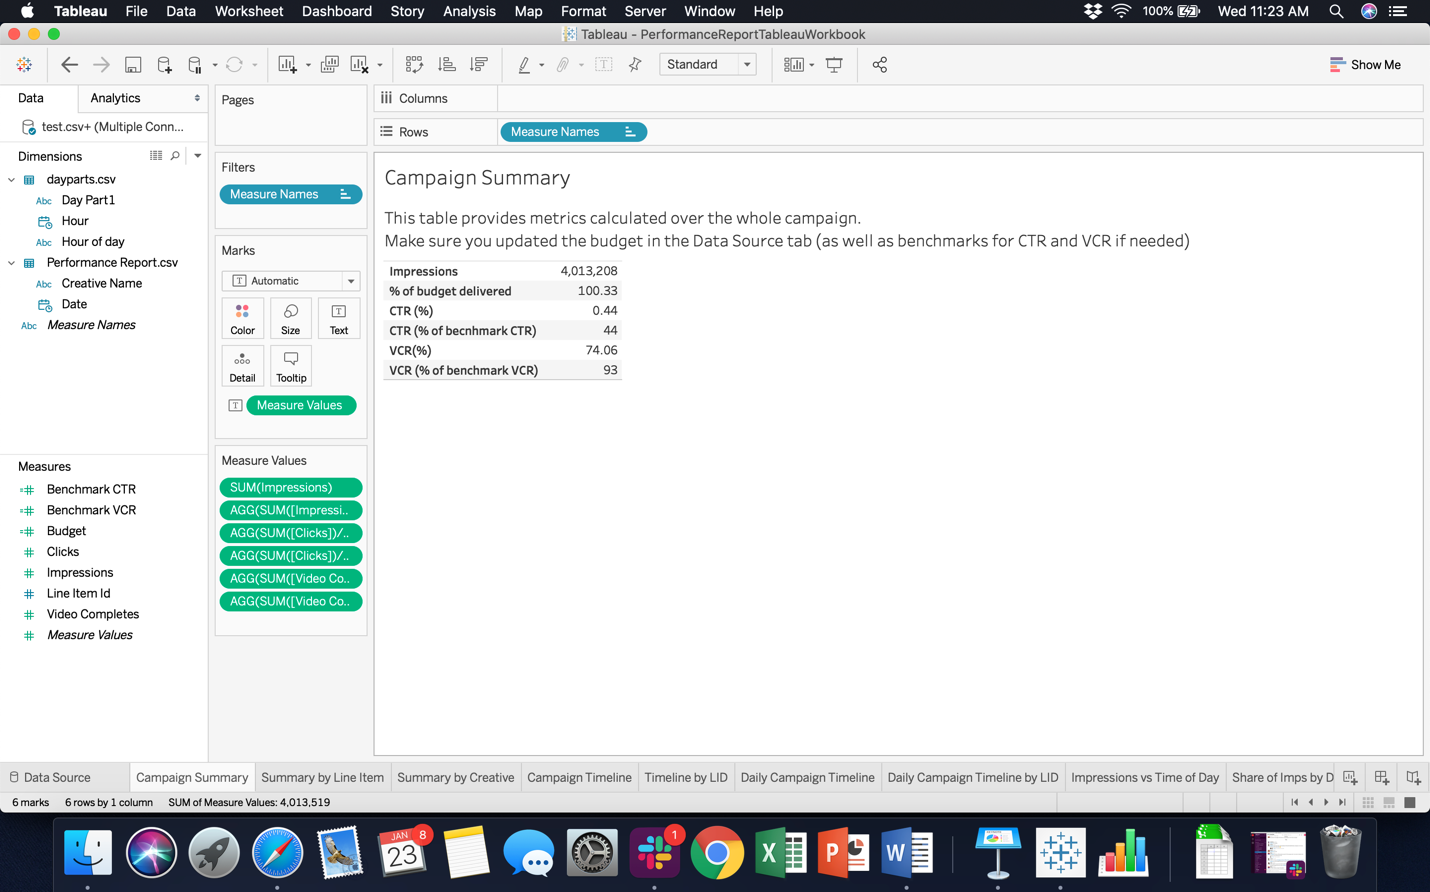 Tableau File Data Worksheet Dashboard Story Analysis Map Format Server Window Help 100% Wed 11:23 AM
Tableau - PerformanceReportTableauWorkbook
Standard Show Me
Data Analytics
test.csv+ (Multiple Conn...
Dimensions
dayparts.csv
Abc Day Part1
Hour
Abc Hour of day
Performance Report.csv
Abc Creative Name
Date
Abc Measure Names
Measures
Benchmark CTR
Benchmark VCR
Budget
Clicks
Impressions
Line Item Id
Video Completes
Measure Values
Pages
Filters
Measure Names
Marks
T Automatic
Color Size Text
Detail Tooltip
T Measure Values
Measure Values
SUM(Impressions)
AGG(SUM([Impressi..
AGG(SUM([Clicks])/..
AGG(SUM([Clicks])/..
AGG(SUM([Video Co..
AGG(SUM([Video Co..
Columns
Rows Measure Names
Campaign Summary
This table provides metrics calculated over the whole campaign.
Make sure you updated the budget in the Data Source tab (as well as benchmarks for CTR and VCR if needed)
Impressions 4,013,208
% of budget delivered 100.33
CTR (%) 0.44
CTR (% of becnhmark CTR) 44
VCR(%) 74.06
VCR (% of benchmark VCR) 93
Data Source Campaign Summary Summary by Line Item Summary by Creative Campaign Timeline Timeline by LID Daily Campaign Timeline Daily Campaign Timeline by LID Impressions vs Time of Day Share of Imps by D
6 marks 6 rows by 1 column SUM of Measure Values: 4,013,519
JAN 23 8 1 X P W